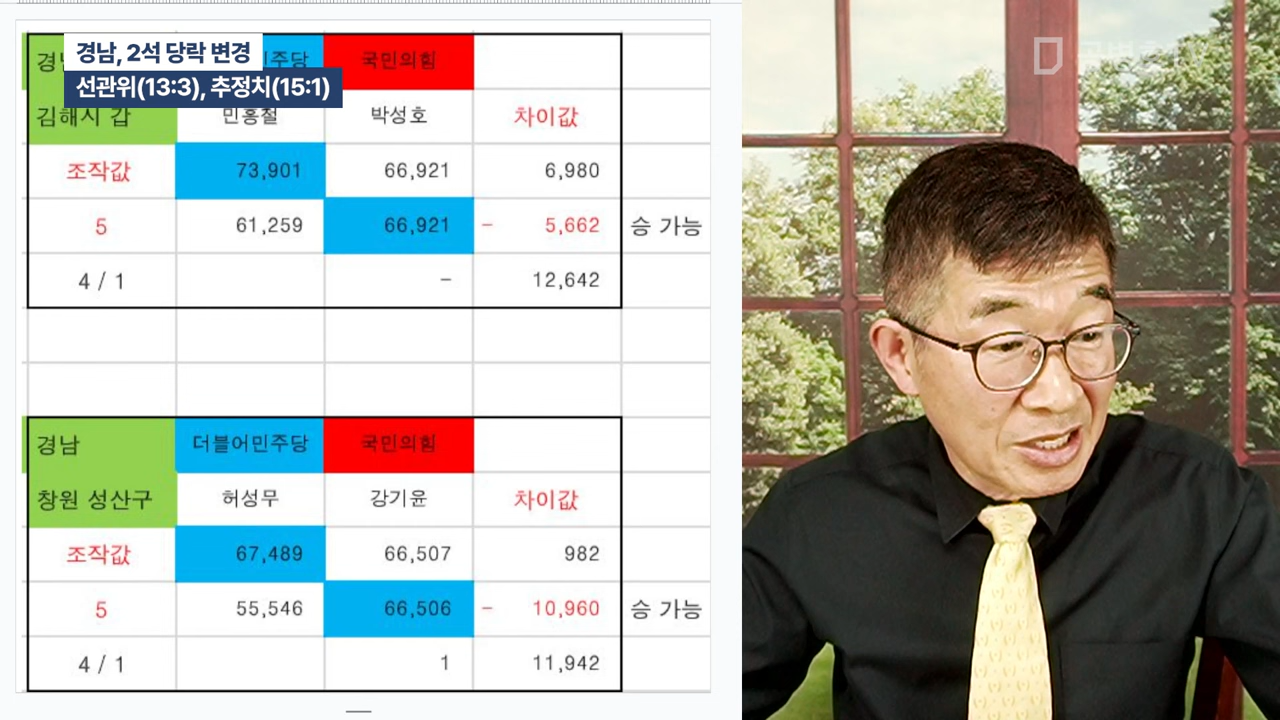 경남, 2석 당락 변경
선관위(13:3), 추정치(15:1)
주당 국민의힘
김해시 갑 민홍철 박성호 차이값
조작값 73,901 66,921 6,980
5 61,259 66,921 - 5,662 승 가능
4 / 1 - 12,642
경남 더불어민주당 국민의힘
창원 성산구 허성무 강기윤 차이값
조작값 67,489 66,507 982
5 55,546 66,506 - 10,960 승 가능
4 / 1 1 11,942